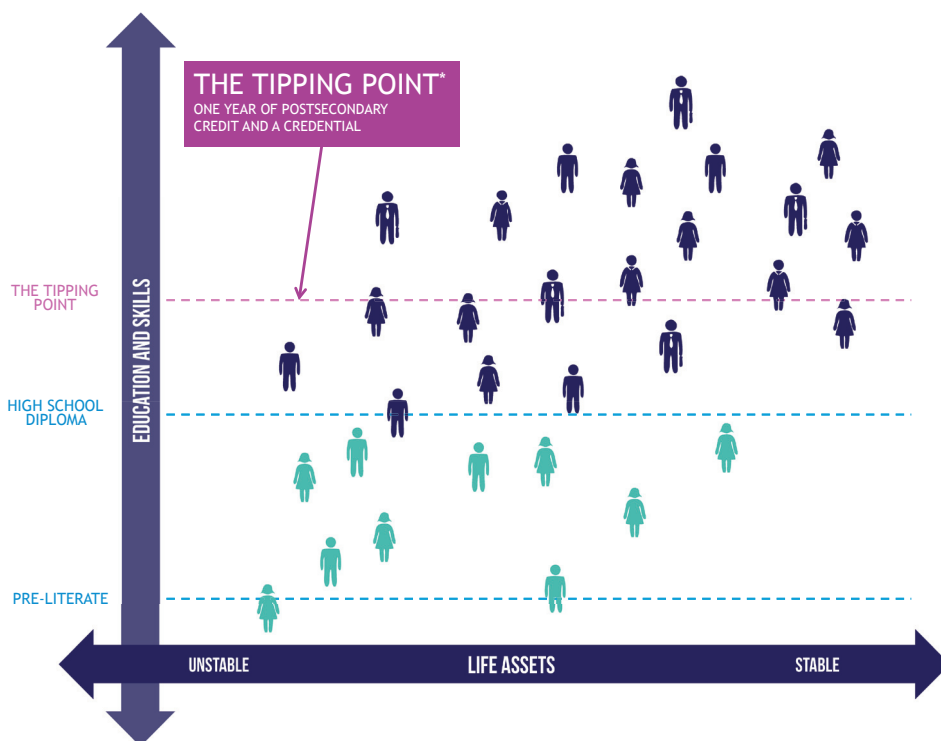 THE TIPPING POINT*
ONE YEAR OF POSTSECONDARY
CREDIT AND A CREDENTIAL
THE TIPPING
POINT
EDUCATION AND SKILLS
HIGH SCHOOL
DIPLOMA
PRE-LITERATE
UNSTABLE
LIFE ASSETS
STABLE